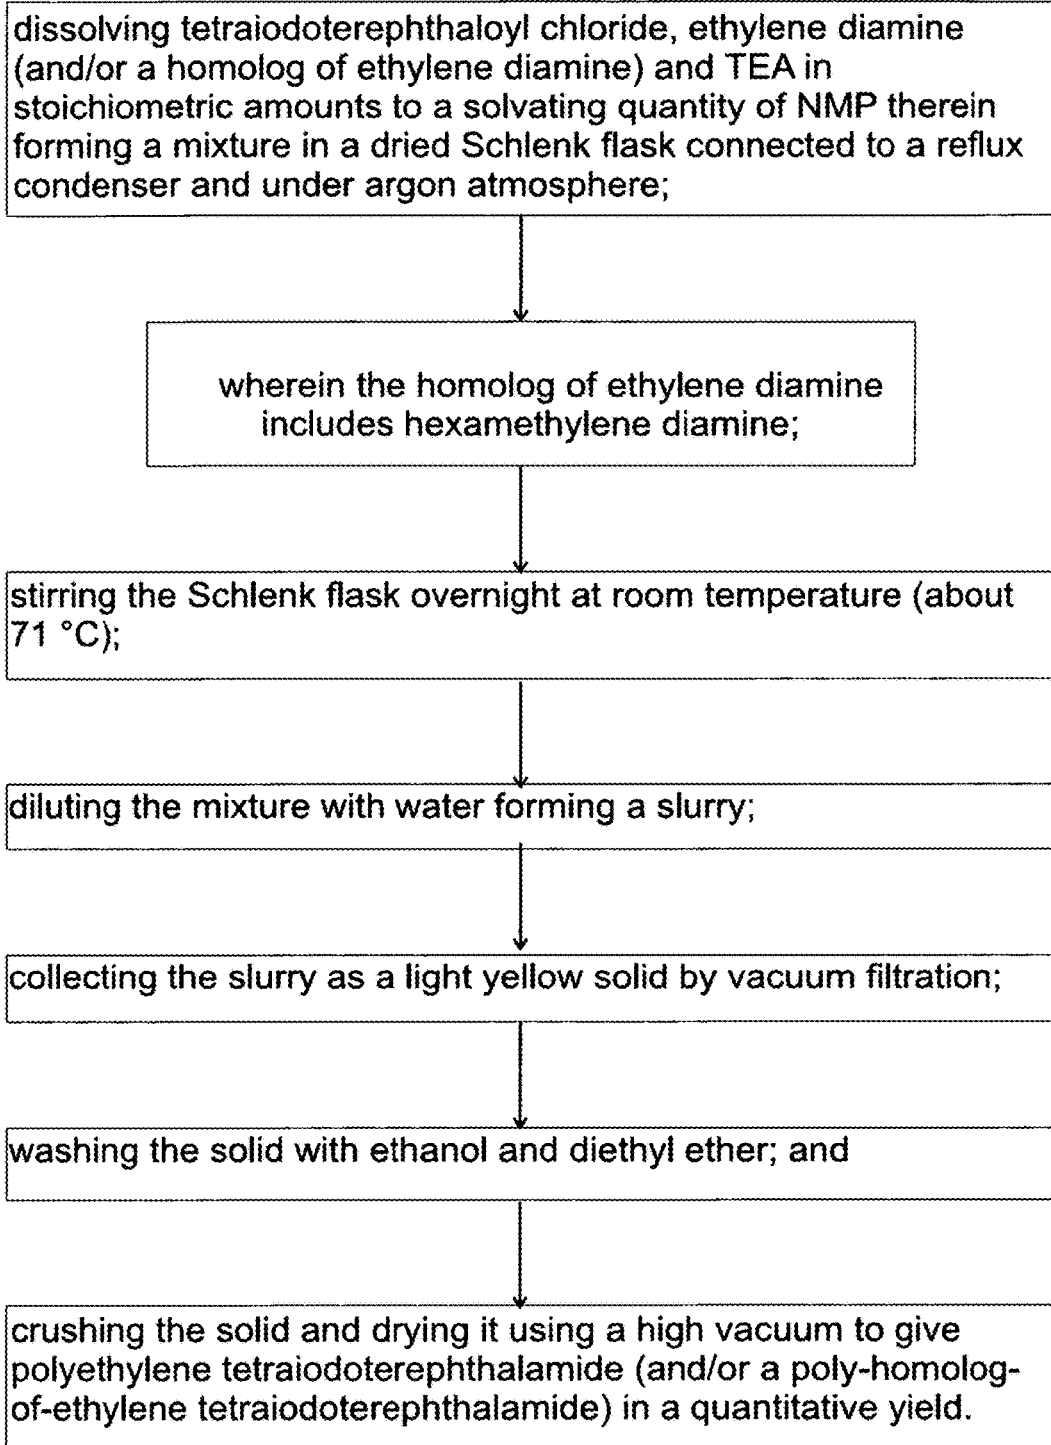 dissolving tetraiodoterephthaloyl chloride, ethylene diamine
(and/or a homolog of ethylene diamine) and TEA in
stoichiometric amounts to a solvating quantity of NMP therein
forming a mixture in a dried Schlenk flask connected to a reflux
condenser and under argon atmosphere;
wherein the homolog of ethylene diamine
includes hexamethylene diamine;
stirring the Schlenk flask overnight at room temperature (about
71 °C);
diluting the mixture with water forming a slurry;
collecting the slurry as a light yellow solid by vacuum filtration;
washing the solid with ethanol and diethyl ether; and
crushing the solid and drying it using a high vacuum to give
polyethylene tetraiodoterephthalamide (and/or a poly-homolog-
of-ethylene tetraiodoterephthalamide) in a quantitative yield.